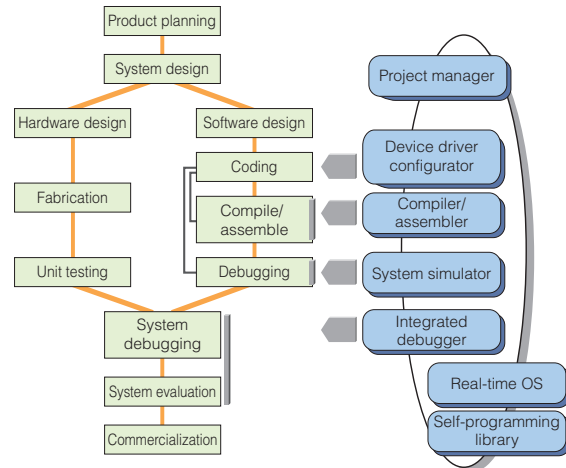 Product planning
System design
Hardware design
Software design
Coding
Fabrication
Compile/
assemble
Unit testing
Debugging
System
debugging
System evaluation
Commercialization
Project manager
Device driver
configurator
Compiler/
assembler
System simulator
Integrated
debugger
Real-time OS
Self-programming
library